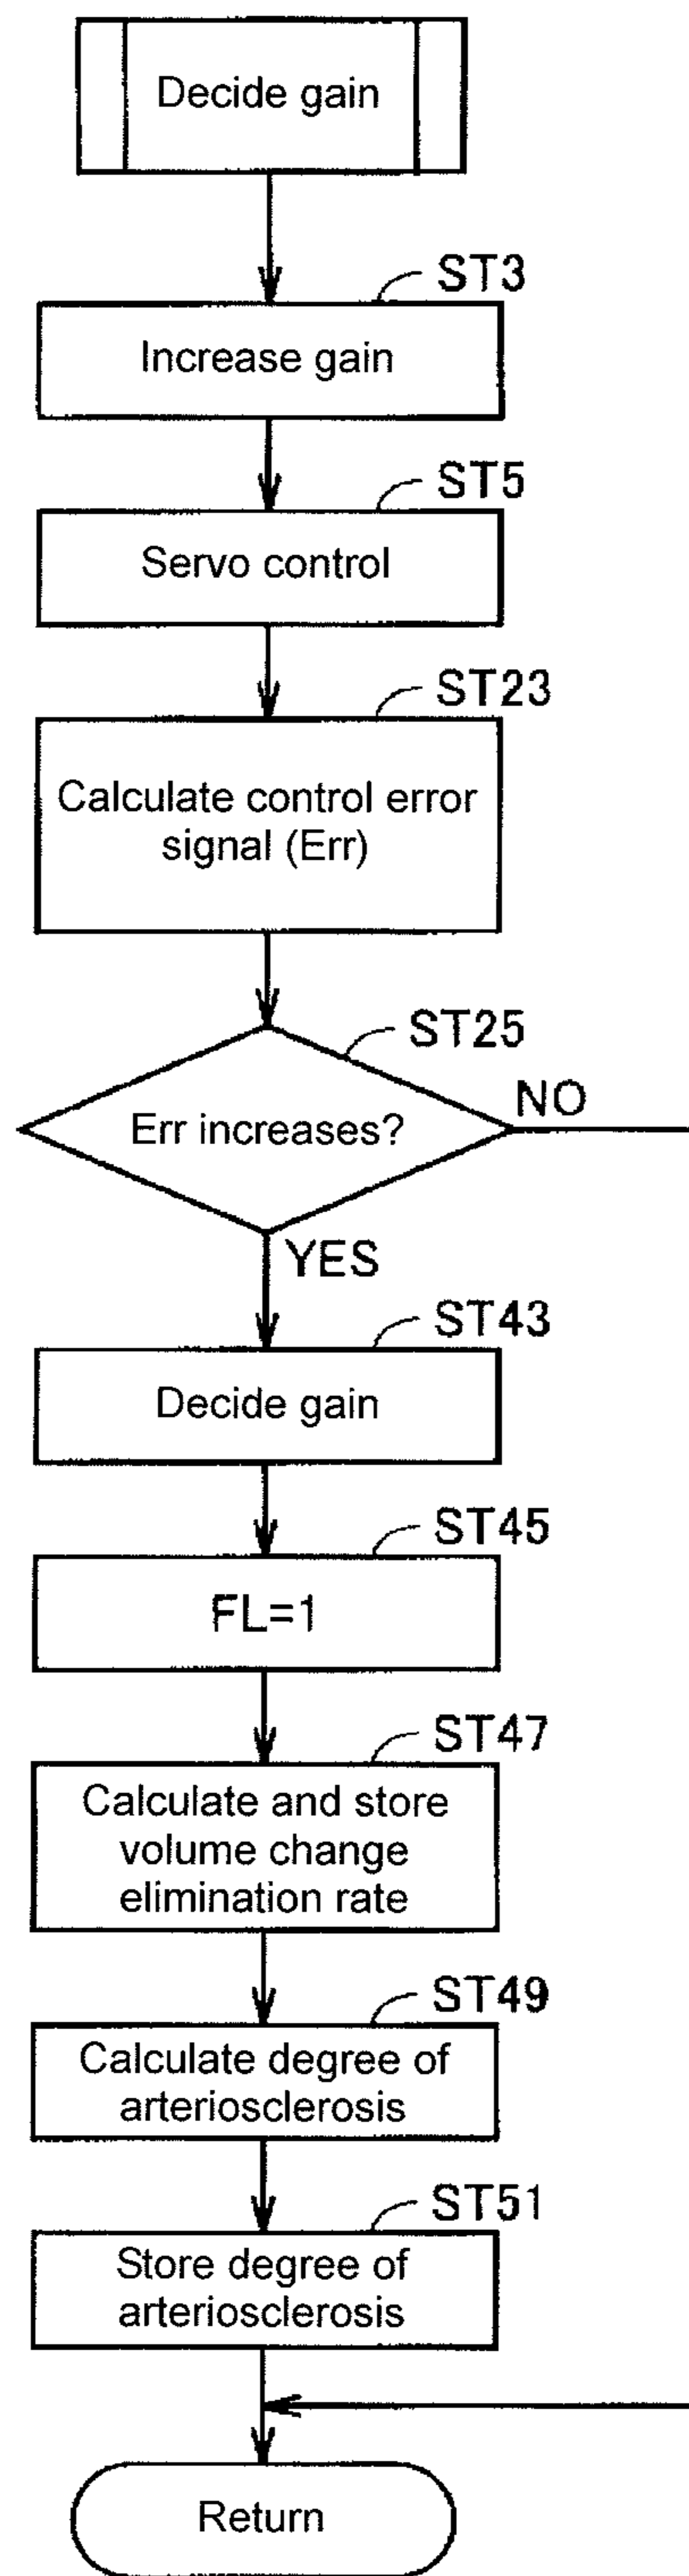 Decide gain
ST3
Increase gain
ST5
Servo control
ST23
Calculate control error
signal (Err)
ST25
Err increases?
NO
YES
ST43
Decide gain
ST45
FL=1
ST47
Calculate and store
volume change
elimination rate
ST49
Calculate degree of
arteriosclerosis
ST51
Store degree of
arteriosclerosis
Return